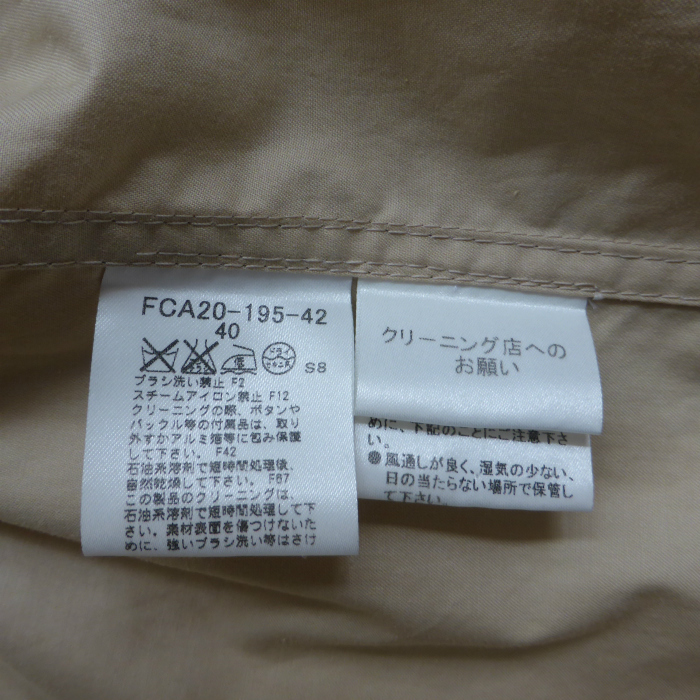 FCA20-195-42
40
ドライ
セキユ系
S8
ブラシ洗い禁止 F2
スチームアイロン禁止 F12
クリーニングの際、ボタンや
バックル等の付属品は、取り
外すかアルミ箔等に包み保護
して下さい。 F42
石油系溶剤で短時間処理後、
自然乾燥して下さい。 F67
この製品のクリーニングは、
石油系溶剤で短時間処理して下
さい。素材表面を傷つけないた
めに、強いブラシ洗い等はさけ
クリーニング店への
お願い
めに、下記のことにご注意下さ
い。
●風通しが良く、湿気の少ない、
日の当たらない場所で保管し
て下さい。